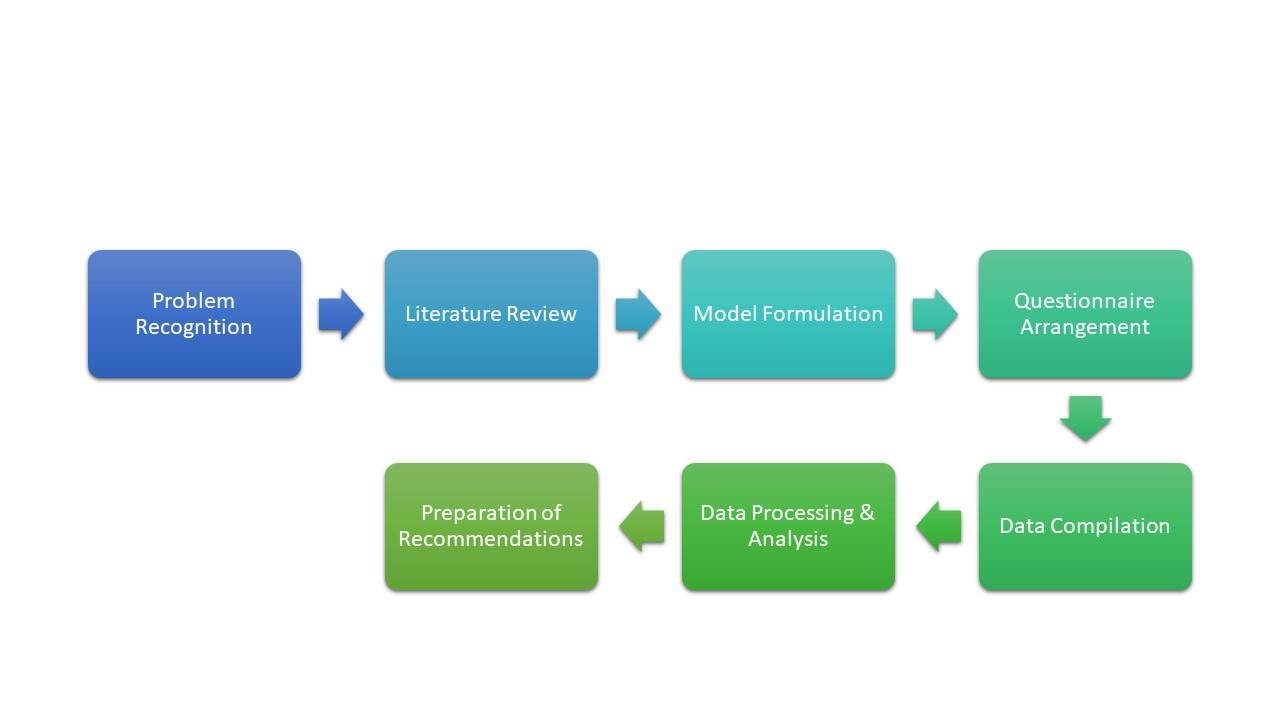 Problem
Recognition
Literature Review
Model Formulation
Questionnaire
Arrangement
Data Compilation
Data Processing &
Analysis
Preparation of
Recommendations